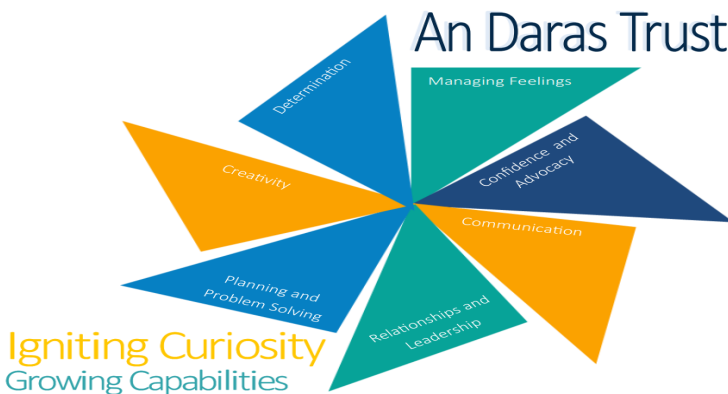 An Daras Trust
Managing Feelings
Determination
Confidence and
Advocacy
Creativity
Communication
Planning and
Problem Solving
Relationships and
Leadership
Igniting Curiosity
Growing Capabilities